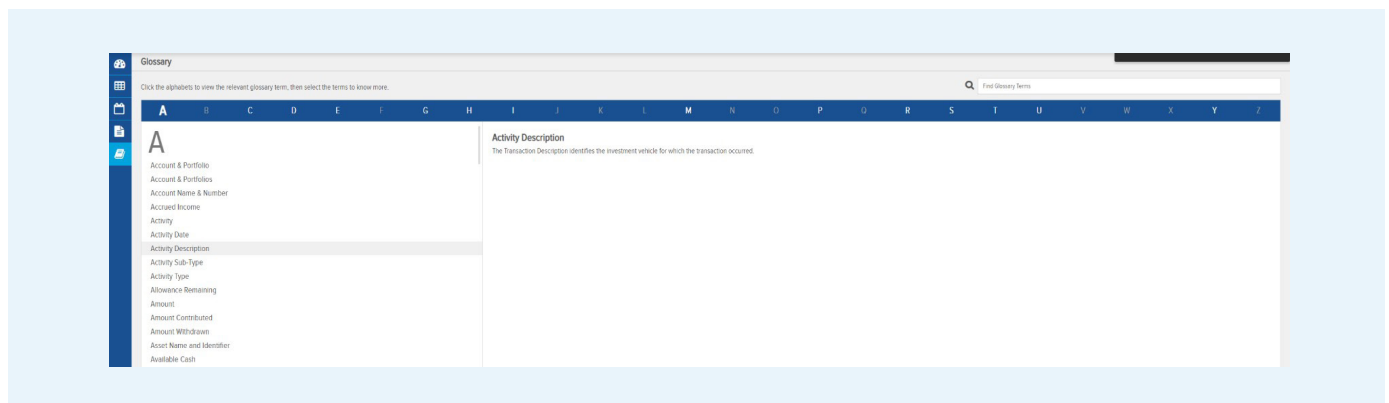 Glossary
Click the alphabets to view the relevant glossary term, then select the terms to know more.
Find Glossary Terms
A B C D E F G H I J K L M N O P Q R S T U V W X Y Z
A
Account & Portfolio
Account & Portfolios
Account Name & Number
Accrued Income
Activity
Activity Date
Activity Description
Activity Sub-Type
Activity Type
Allowance Remaining
Amount
Amount Contributed
Amount Withdrawn
Asset Name and Identifier
Available Cash
Activity Description
The Transaction Description identifies the investment vehicle for which the transaction occurred.